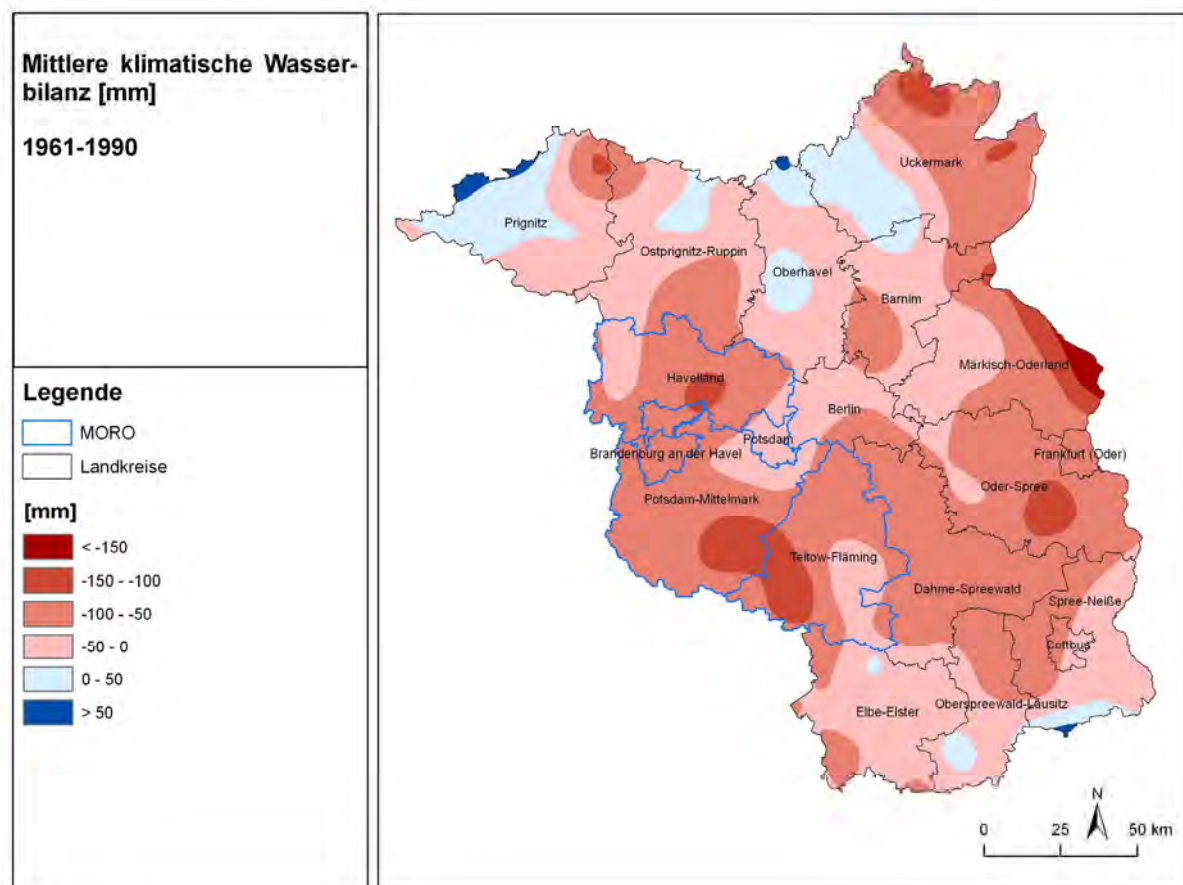 Mittlere klimatische Wasser-
bilanz [mm]
1961-1990
Legende
MORO
Landkreise
[mm]
< -150
-150 - -100
-100 - -50
-50 - 0
0 - 50
> 50
Uckermark
Prignitz
Ostprignitz-Ruppin
Oberhavel
Barnim
Märkisch-Oderland
Havelland
Berlin
Potsdam
Brandenburg an der Havel
Frankfurt (Oder)
Oder-Spree
Potsdam-Mittelmark
Teltow-Fläming
Dahme-Spreewald
Spree-Neiße
Cottbus
Elbe-Elster
Oberspreewald-Lausitz
N
0 25 50 km